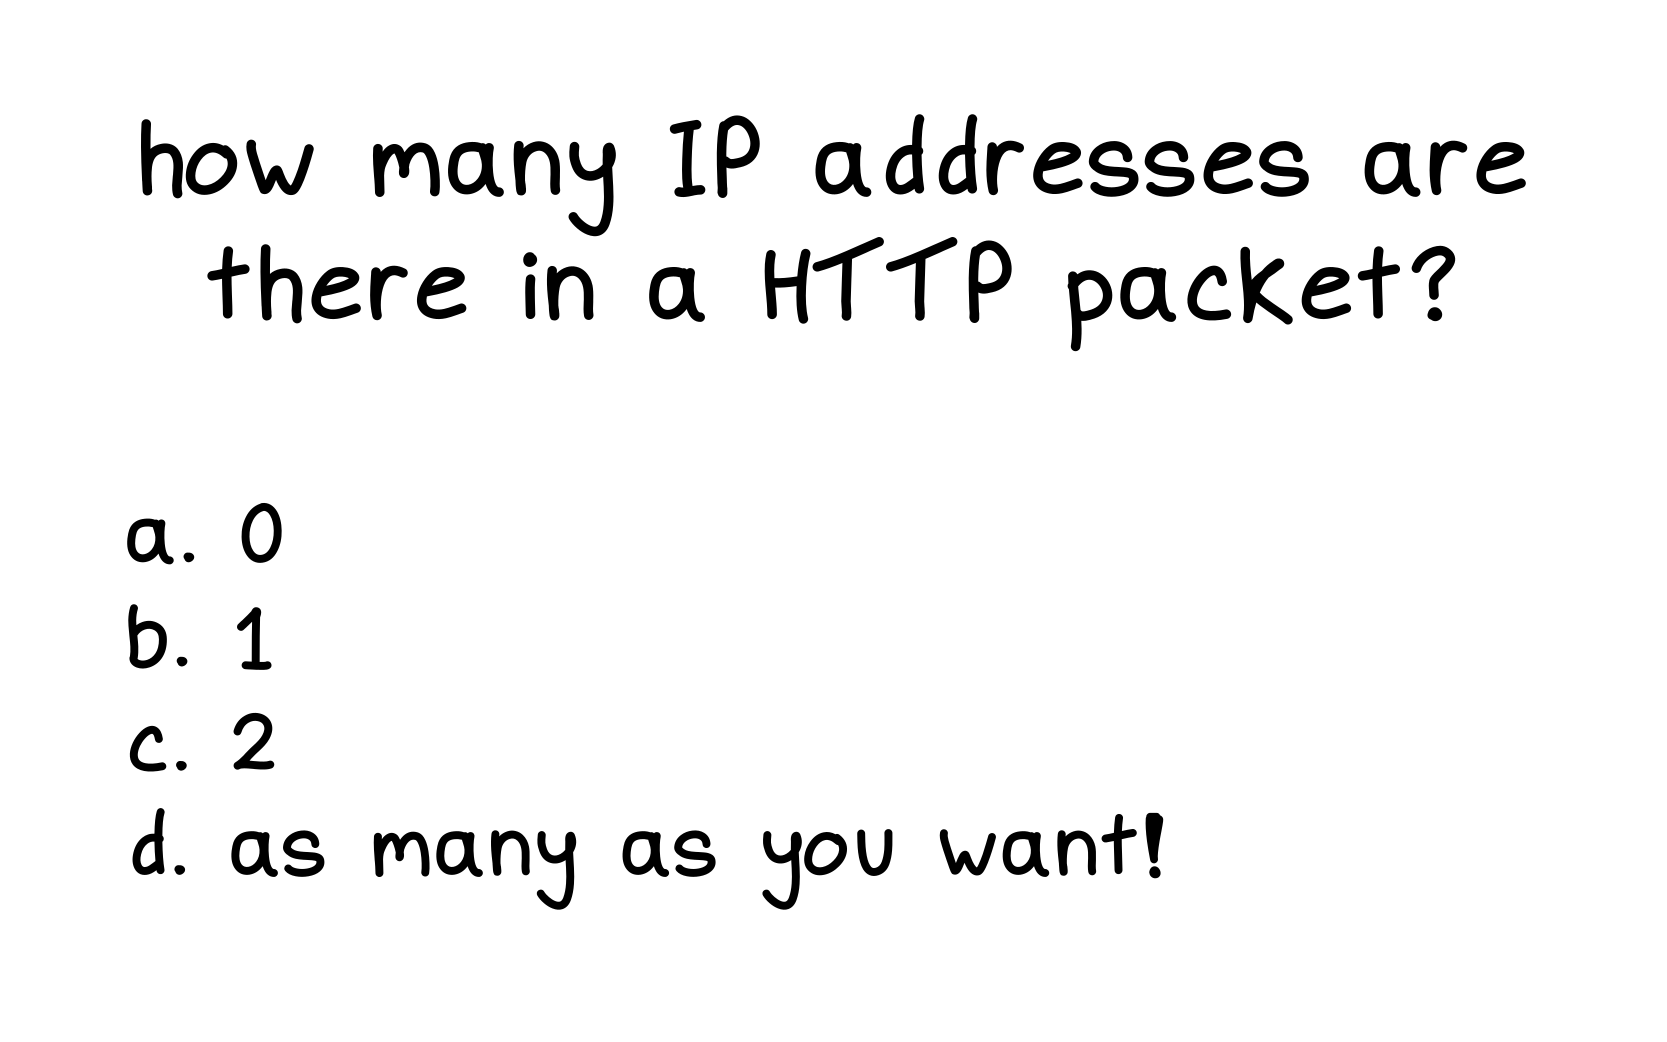 how many IP addresses are
there in a HTTP packet?
a. 0
b. 1
c. 2
d. as many as you want!